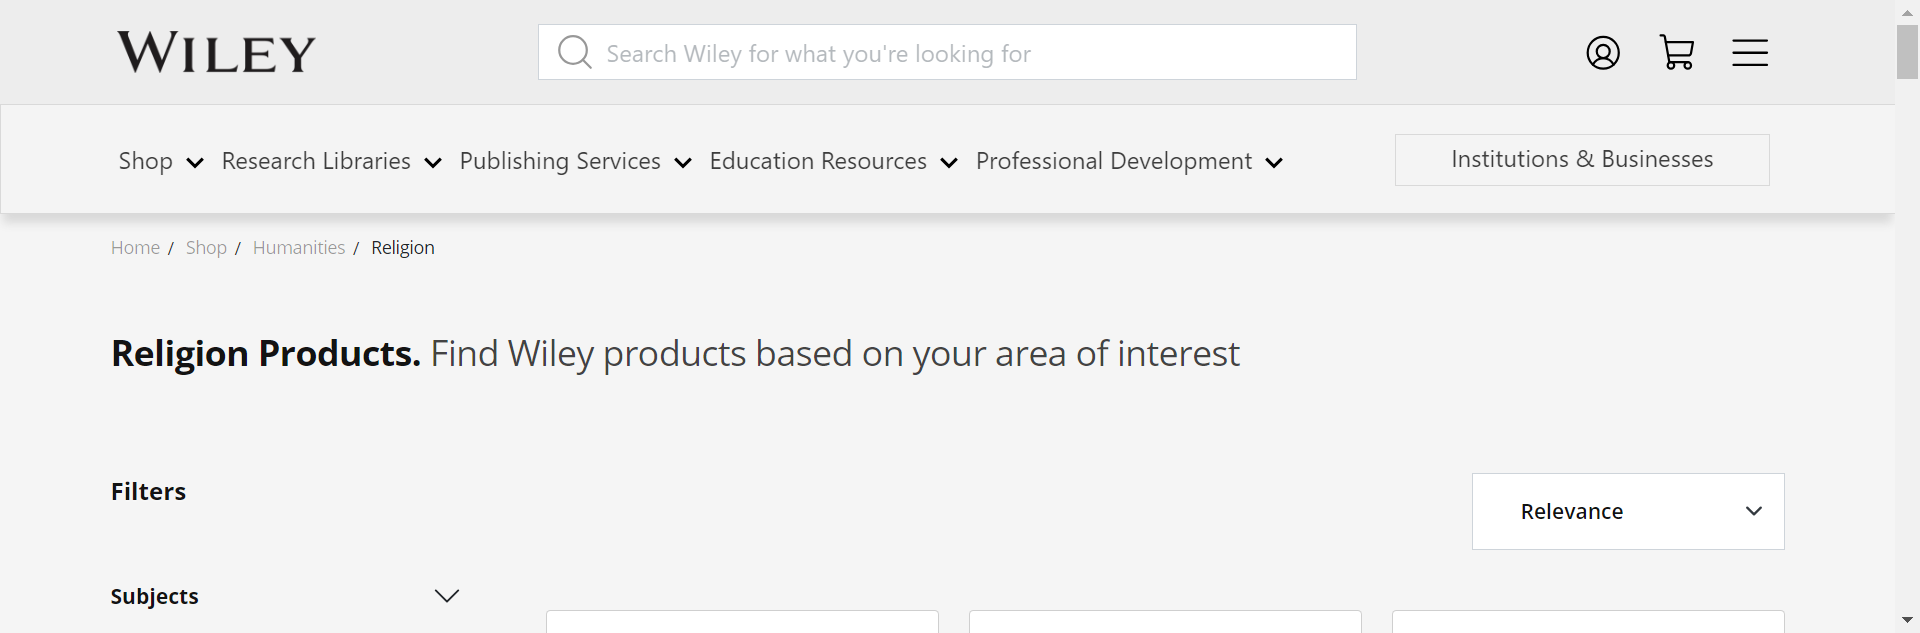 WILEY
Search Wiley for what you're looking for
Shop Research Libraries Publishing Services Education Resources Professional Development Institutions & Businesses
Home / Shop / Humanities / Religion
Religion Products. Find Wiley products based on your area of interest
Filters
Relevance
Subjects